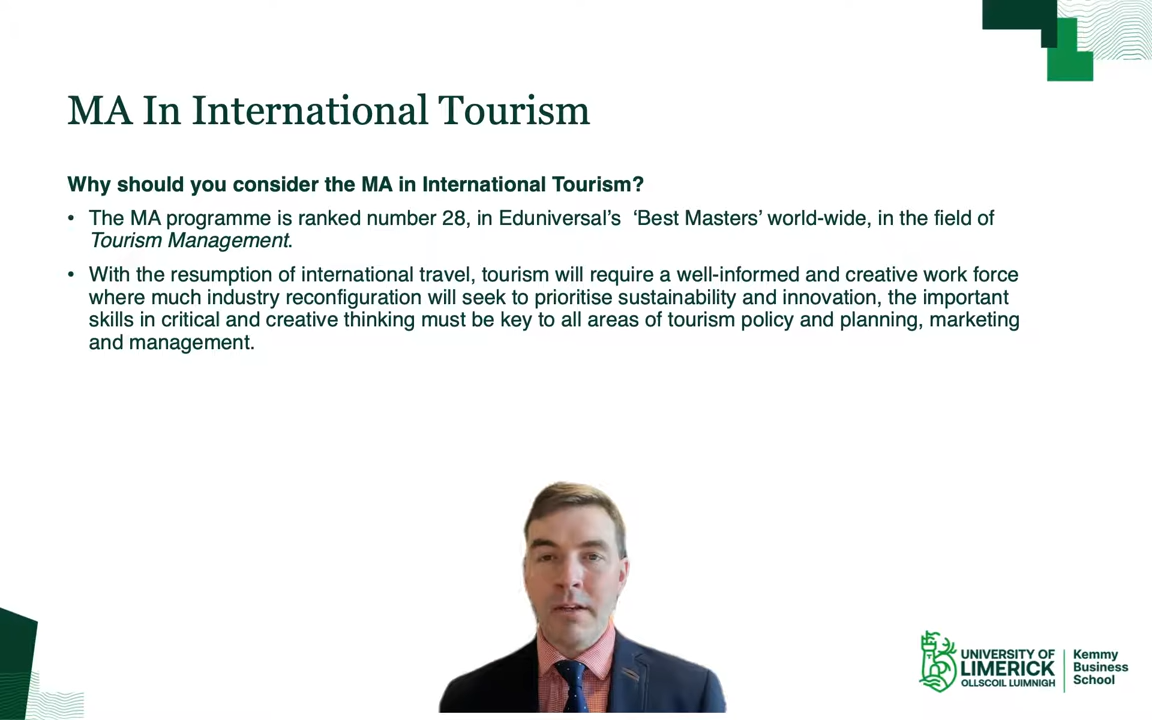 MA In International Tourism
Why should you consider the MA in International Tourism?
• The MA programme is ranked number 28, in Eduniversal’s ‘Best Masters’ world-wide, in the field of
Tourism Management.
• With the resumption of international travel, tourism will require a well-informed and creative work force
where much industry reconfiguration will seek to prioritise sustainability and innovation, the important
skills in critical and creative thinking must be key to all areas of tourism policy and planning, marketing
and management.
UNIVERSITY OF
LIMERICK
OLLSCOIL LUIMNIGH
Kemmy
Business
School